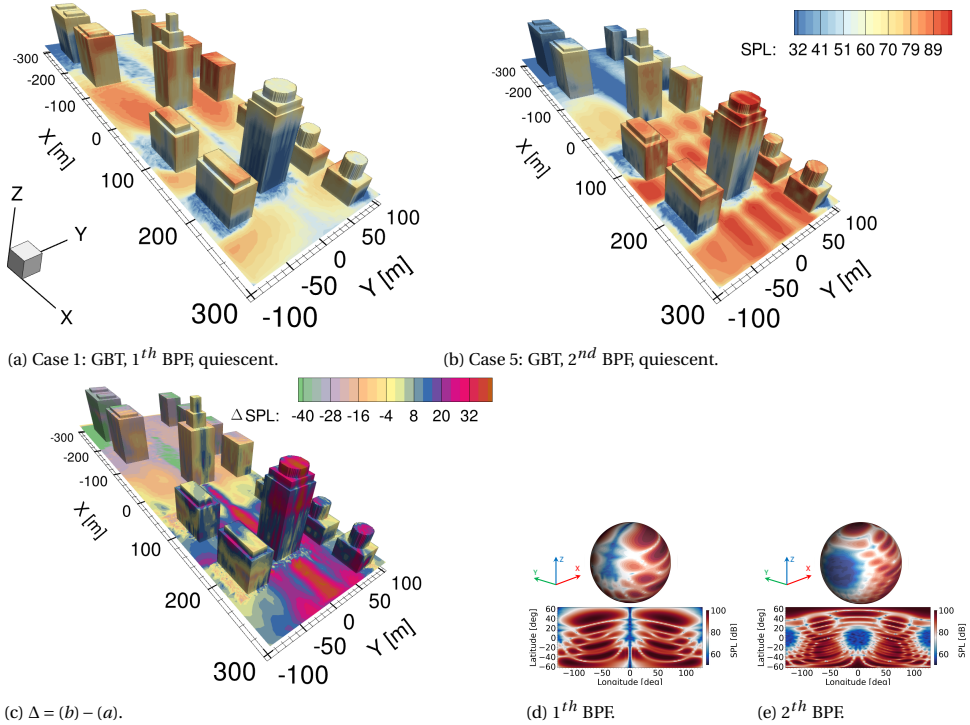 SPL: 32 41 51 60 70 79 89
-300
-200
-100
0
100
200
300
X [m]
-100
-50
0
50
100
Y [m]
Z
Y
X
-300
-200
-100
0
100
200
300
X [m]
-100
-50
0
50
100
Y [m]
(a) Case 1: GBT, 1th BPF, quiescent.
(b) Case 5: GBT, 2nd BPF, quiescent.
Δ SPL: -40 -28 -16 -4 8 20 32
-300
-200
-100
0
100
200
300
X [m]
-100
-50
0
50
100
Y [m]
Z
Y
X
60
40
20
0
-20
-40
-60
Latitude [deg]
-100 -50 0 50 100
Longitude [deg]
100
80
60
SPL [dB]
Z
Y
X
60
40
20
0
-20
-40
-60
Latitude [deg]
-100 -50 0 50 100
Longitude [deg]
100
80
60
SPL [dB]
(c) Δ = (b) − (a).
(d) 1th BPF.
(e) 2th BPF.